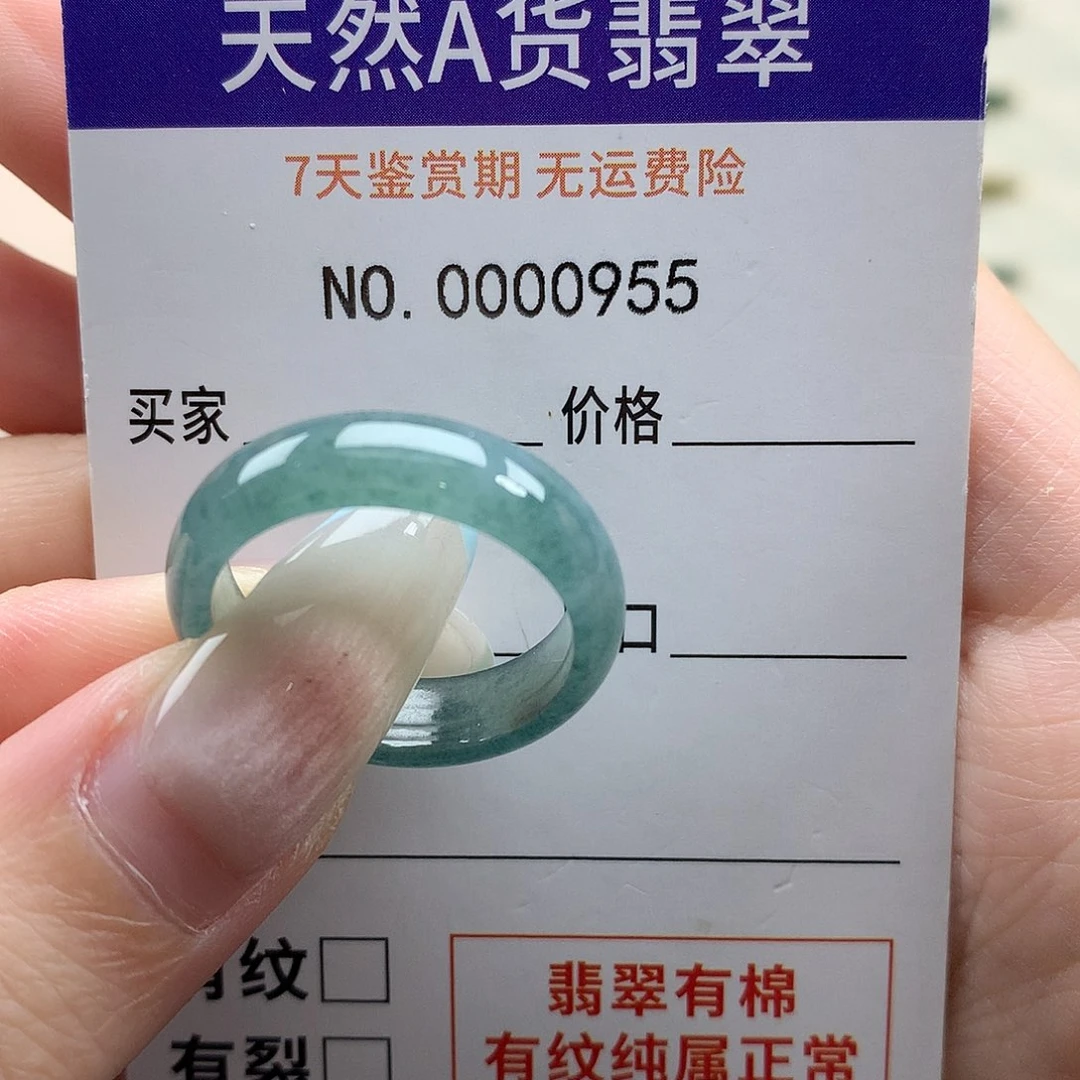 天然A货翡翠
7天鉴赏期 无运费险
NO.0000955
买家 价格
口
有纹
有裂
翡翠有棉
有纹纯属正常